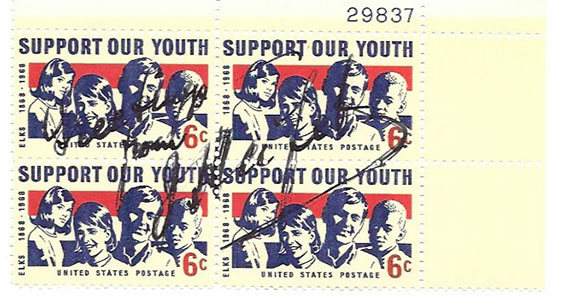 29837
SUPPORT OUR YOUTH SUPPORT OUR YOUTH
ELKS 1868-1968 ELKS 1868-1968
6c 6c
UNITED STATES POSTAGE UNITED STATES POSTAGE
Greetings
from
SUPPORT OUR YOUTH SUPPORT OUR YOUTH
ELKS 1868-1968 ELKS 1868-1968
6c 6c
UNITED STATES POSTAGE UNITED STATES POSTAGE